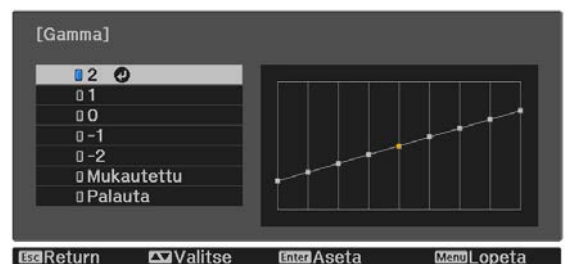 [Gamma]
2
1
0
-1
-2
Mukautettu
Palauta
Esc Return Valitse Enter Aseta Menu Lopeta